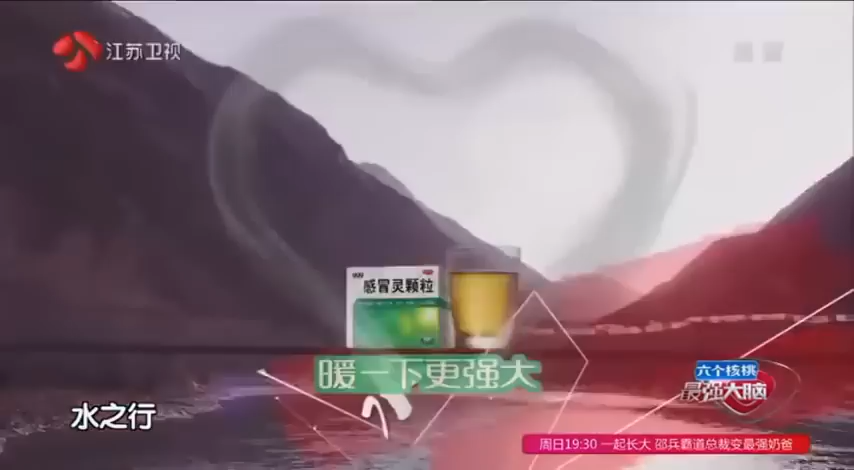 江苏卫视
999
感冒灵颗粒
暖一下更强大
六个核桃
最强大脑
水之行
周日19:30 一起长大 邵兵霸道总裁变最强奶爸